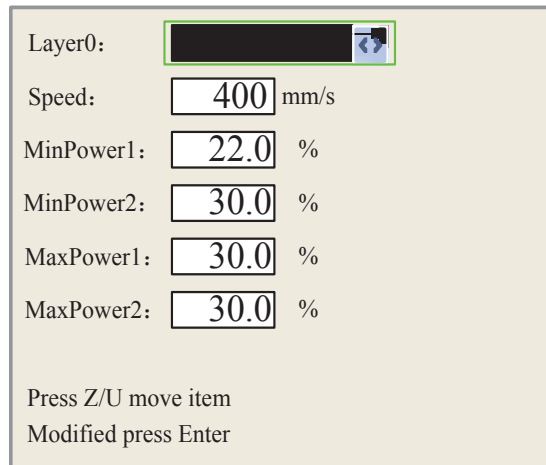 Layer0：
Speed： 400 mm/s
MinPower1： 22.0 %
MinPower2： 30.0 %
MaxPower1： 30.0 %
MaxPower2： 30.0 %
Press Z/U move item
Modified press Enter